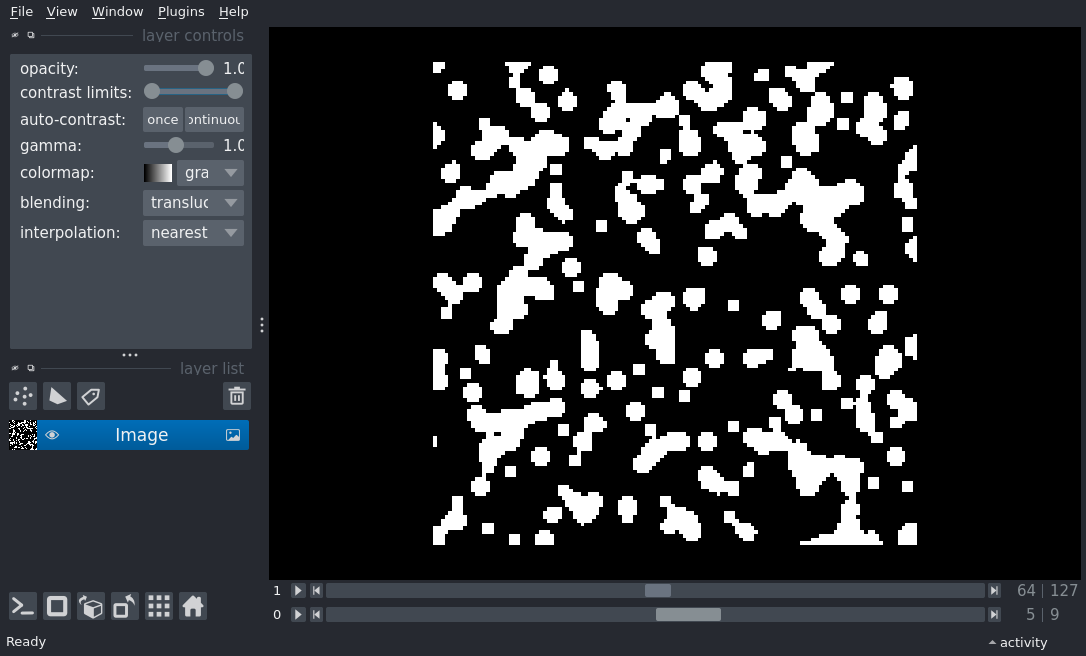 File View Window Plugins Help
layer controls
opacity: 1.0
contrast limits:
auto-contrast: once ontinuou
gamma: 1.0
colormap: gra
blending: transluc
interpolation: nearest
layer list
Image
1 64 127
0 5 9
Ready activity